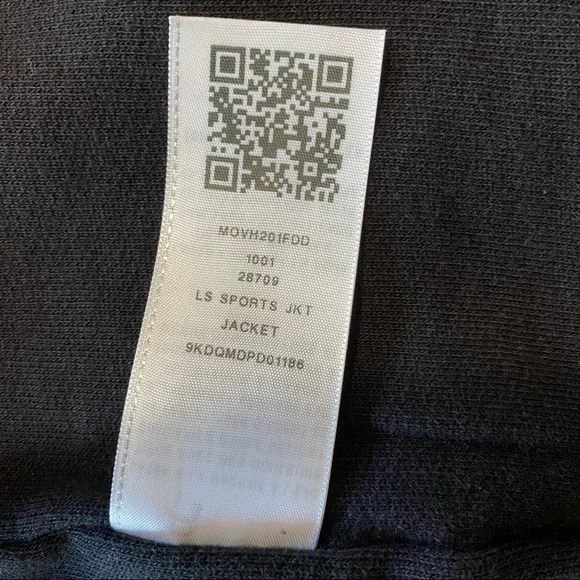 MOVH201FDD
1001
28709
LS SPORTS JKT
JACKET
9KDQMDPD01186